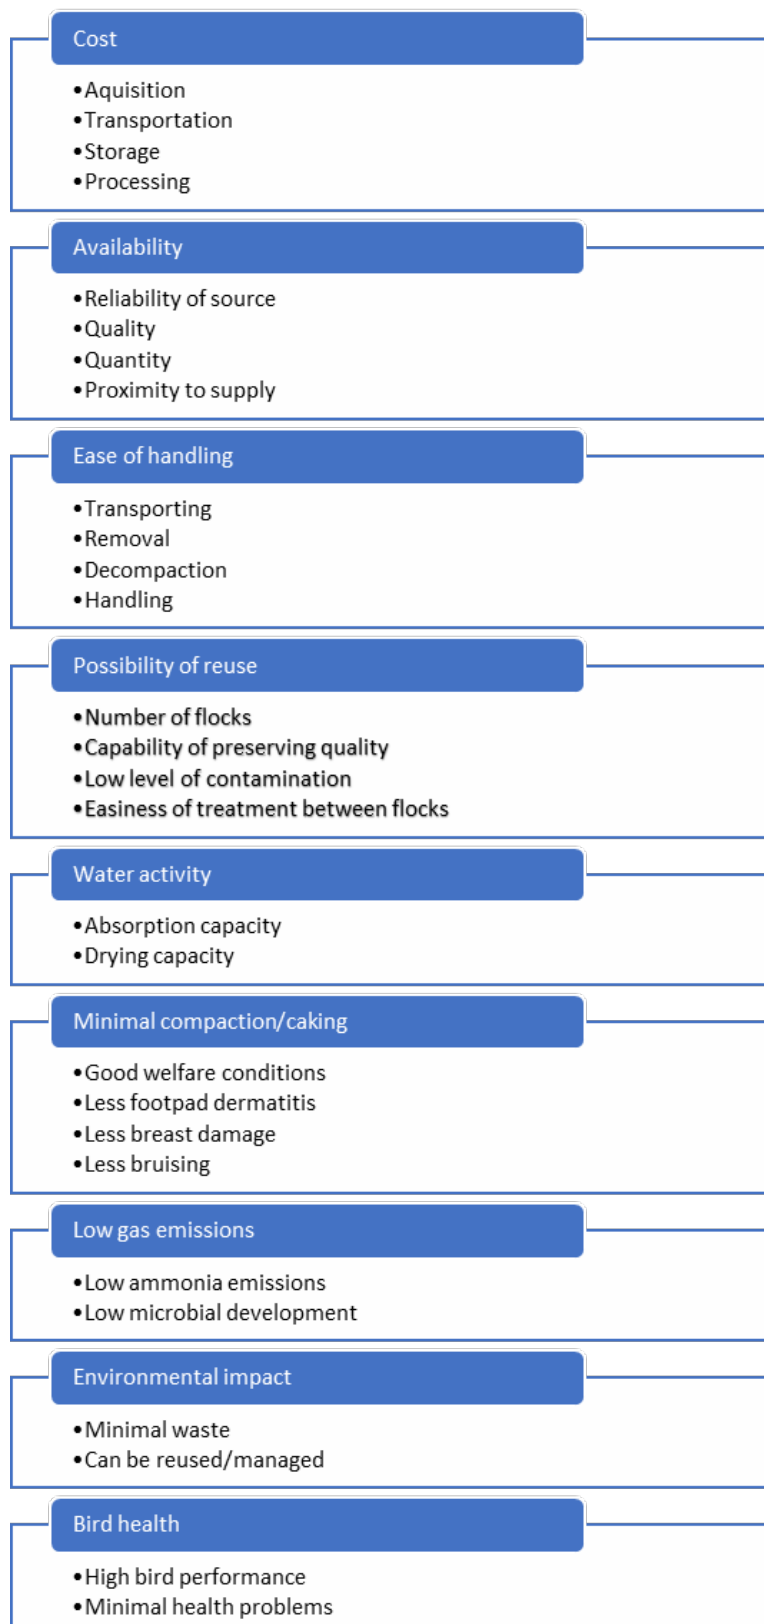 Cost
•Aquisition
•Transportation
•Storage
•Processing
Availability
•Reliability of source
•Quality
•Quantity
•Proximity to supply
Ease of handling
•Transporting
•Removal
•Decompaction
•Handling
Possibility of reuse
•Number of flocks
•Capability of preserving quality
•Low level of contamination
•Easiness of treatment between flocks
Water activity
•Absorption capacity
•Drying capacity
Minimal compaction/caking
•Good welfare conditions
•Less footpad dermatitis
•Less breast damage
•Less bruising
Low gas emissions
•Low ammonia emissions
•Low microbial development
Environmental impact
•Minimal waste
•Can be reused/managed
Bird health
•High bird performance
•Minimal health problems